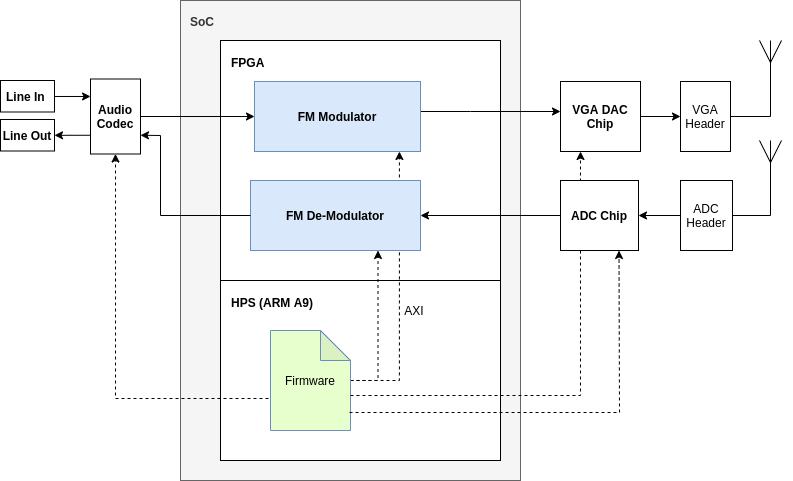 SoC
FPGA
Line In
Line Out
Audio
Codec
FM Modulator
VGA DAC
Chip
VGA
Header
FM De-Modulator
ADC Chip
ADC
Header
HPS (ARM A9)
AXI
Firmware